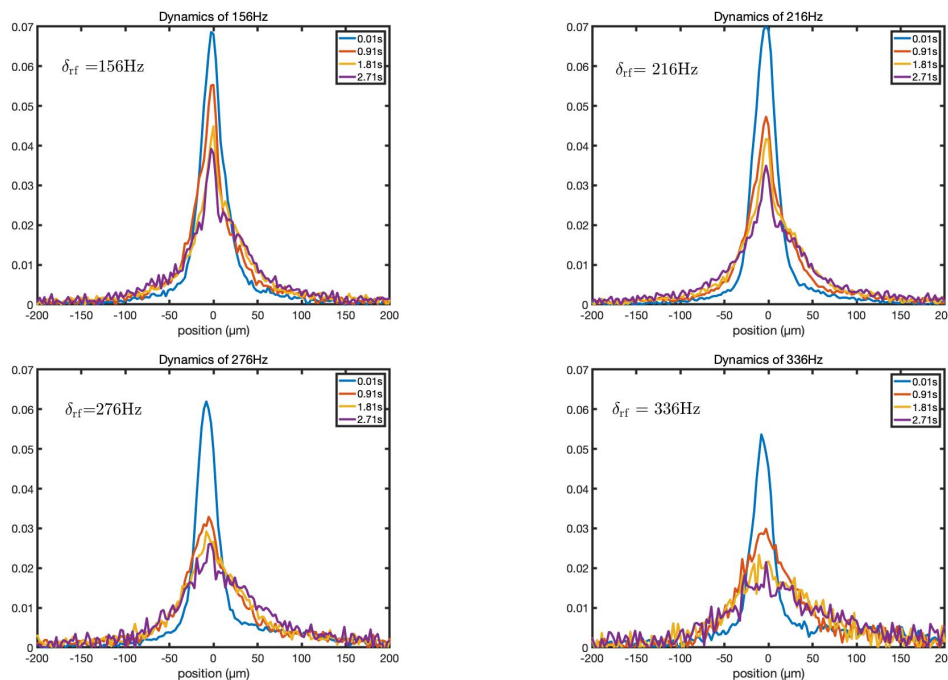 Dynamics of 156Hz
0.07
0.06
0.05
0.04
0.03
0.02
0.01
0
δrf =156Hz
0.01s
0.91s
1.81s
2.71s
-200 -150 -100 -50 0 50 100 150 200
position (µm)
Dynamics of 216Hz
0.07
0.06
0.05
0.04
0.03
0.02
0.01
0
δrf= 216Hz
0.01s
0.91s
1.81s
2.71s
-200 -150 -100 -50 0 50 100 150 20
position (µm)
Dynamics of 276Hz
0.07
0.06
0.05
0.04
0.03
0.02
0.01
0
δrf=276Hz
0.01s
0.91s
1.81s
2.71s
-200 -150 -100 -50 0 50 100 150 200
position (µm)
Dynamics of 336Hz
0.07
0.06
0.05
0.04
0.03
0.02
0.01
0
δrf = 336Hz
0.01s
0.91s
1.81s
2.71s
-200 -150 -100 -50 0 50 100 150 20
position (µm)